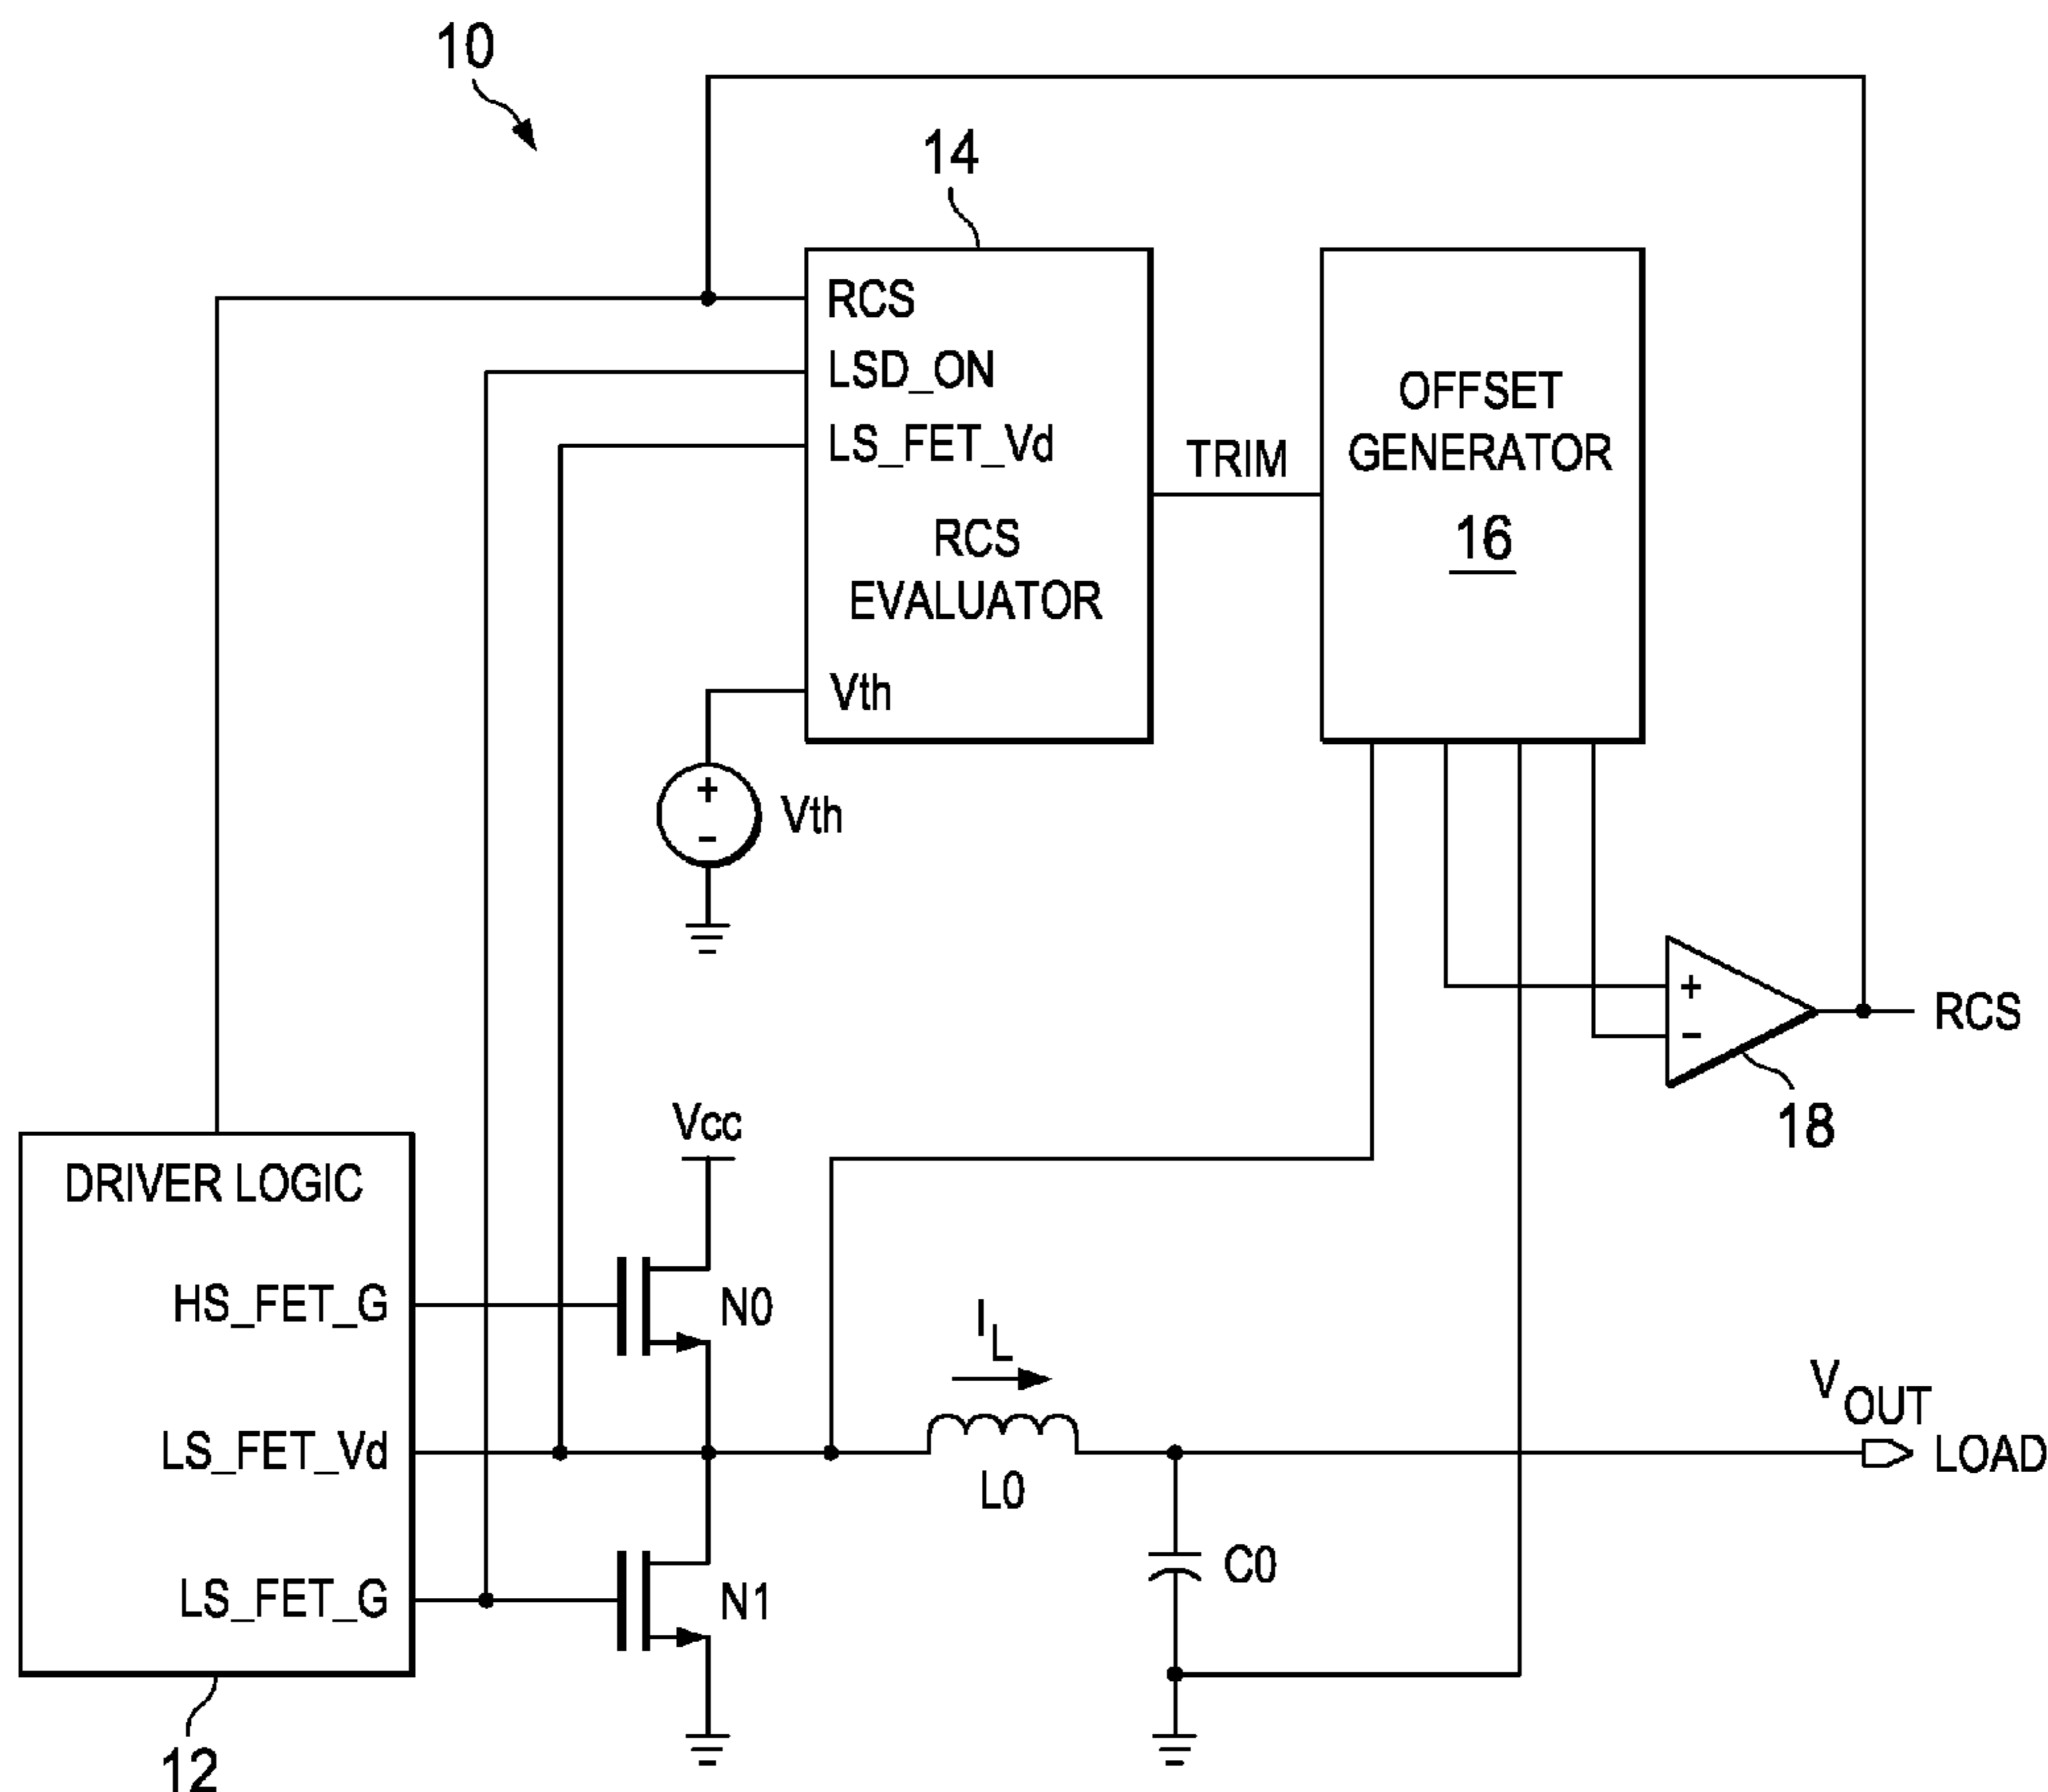 10
14
RCS
LSD_ON
LS_FET_Vd
RCS
EVALUATOR
Vth
TRIM
OFFSET
GENERATOR
16
+
-
Vth
+
-
RCS
18
Vcc
DRIVER LOGIC
HS_FET_G
LS_FET_Vd
LS_FET_G
12
N0
N1
IL
L0
C0
VOUT
LOAD